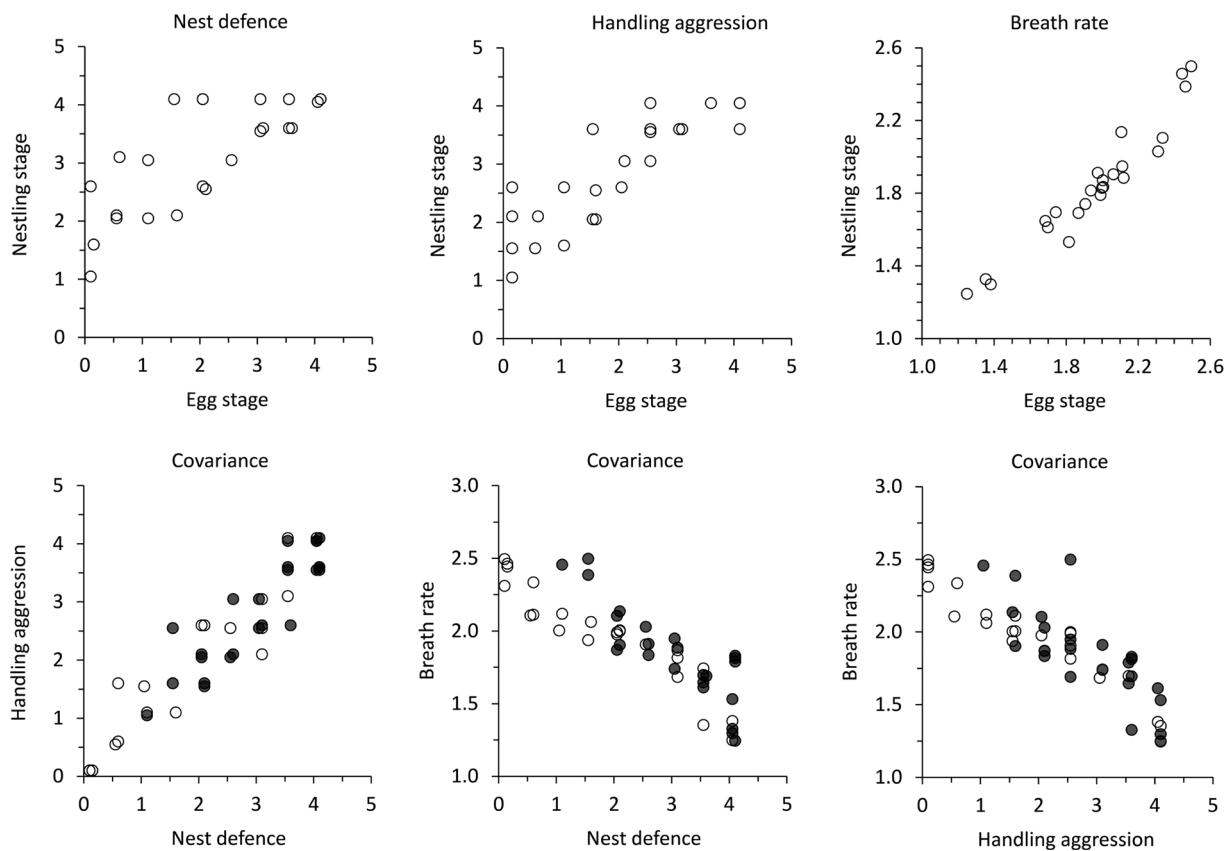 Nest defence
5
4
3
2
1
0
0 1 2 3 4 5
Nestling stage
Egg stage
Handling aggression
5
4
3
2
1
0
0 1 2 3 4 5
Nestling stage
Egg stage
Breath rate
2.6
2.2
1.8
1.4
1.0
1.0 1.4 1.8 2.2 2.6
Nestling stage
Egg stage
Covariance
5
4
3
2
1
0
0 1 2 3 4 5
Handling aggression
Nest defence
Covariance
3.0
2.5
2.0
1.5
1.0
0 1 2 3 4 5
Breath rate
Nest defence
Covariance
3.0
2.5
2.0
1.5
1.0
0 1 2 3 4 5
Breath rate
Handling aggression